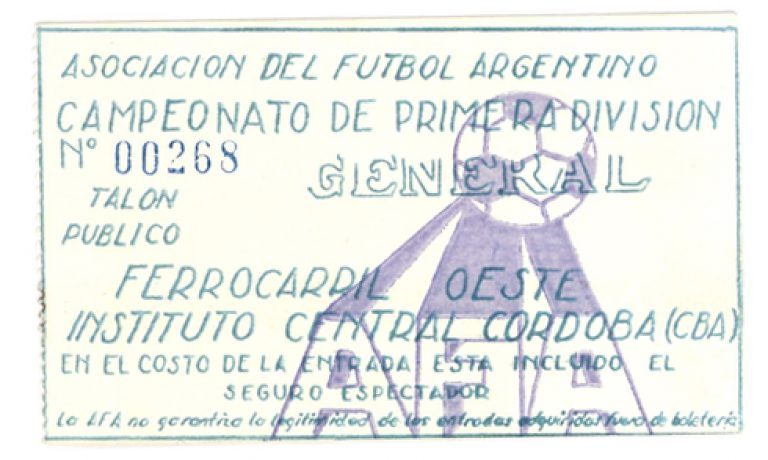 ASOCIACION DEL FUTBOL ARGENTINO
CAMPEONATO DE PRIMERA DIVISION
Nº 00268
GENERAL
TALON
PUBLICO
FERROCARRIL OESTE
INSTITUTO CENTRAL CORDOBA (CBA)
EN EL COSTO DE LA ENTRADA ESTA INCLUIDO EL
SEGURO ESPECTADOR
AFA
La AFA no garantiza la legitimidad de las entradas adquiridas fuera de boletería